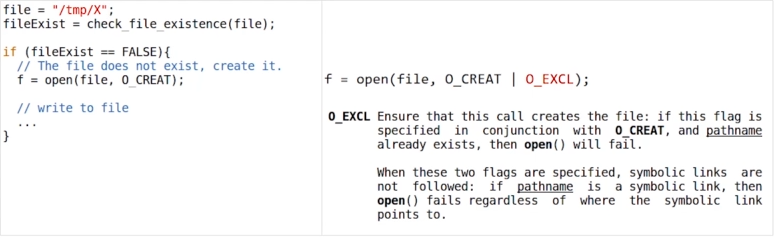 file = "/tmp/X";
fileExist = check_file_existence(file);
if (fileExist == FALSE){
// The file does not exist, create it.
f = open(file, O_CREAT);
// write to file
...
}
f = open(file, O_CREAT | O_EXCL);
O_EXCL Ensure that this call creates the file: if this flag is
specified in conjunction with O_CREAT, and pathname
already exists, then open() will fail.
When these two flags are specified, symbolic links are
not followed: if pathname is a symbolic link, then
open() fails regardless of where the symbolic link
points to.